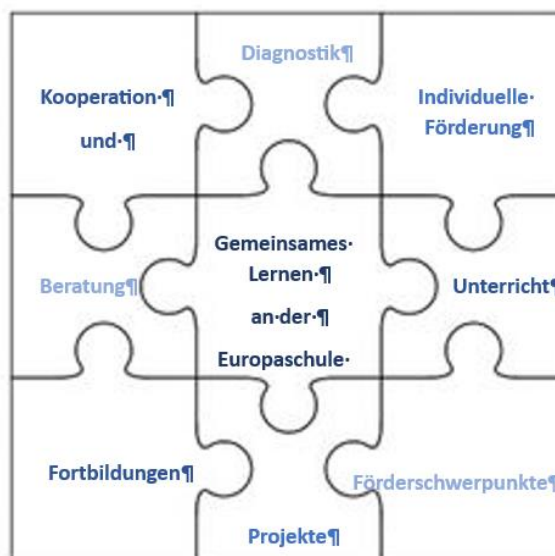 Diagnostik¶
Kooperation·¶
und·¶
Individuelle·
Förderung¶
Gemeinsames·
Lernen·¶
an·der·¶
Europaschule·
Beratung¶
Unterricht¶
Fortbildungen¶
Förderschwerpunkte¶
Projekte¶